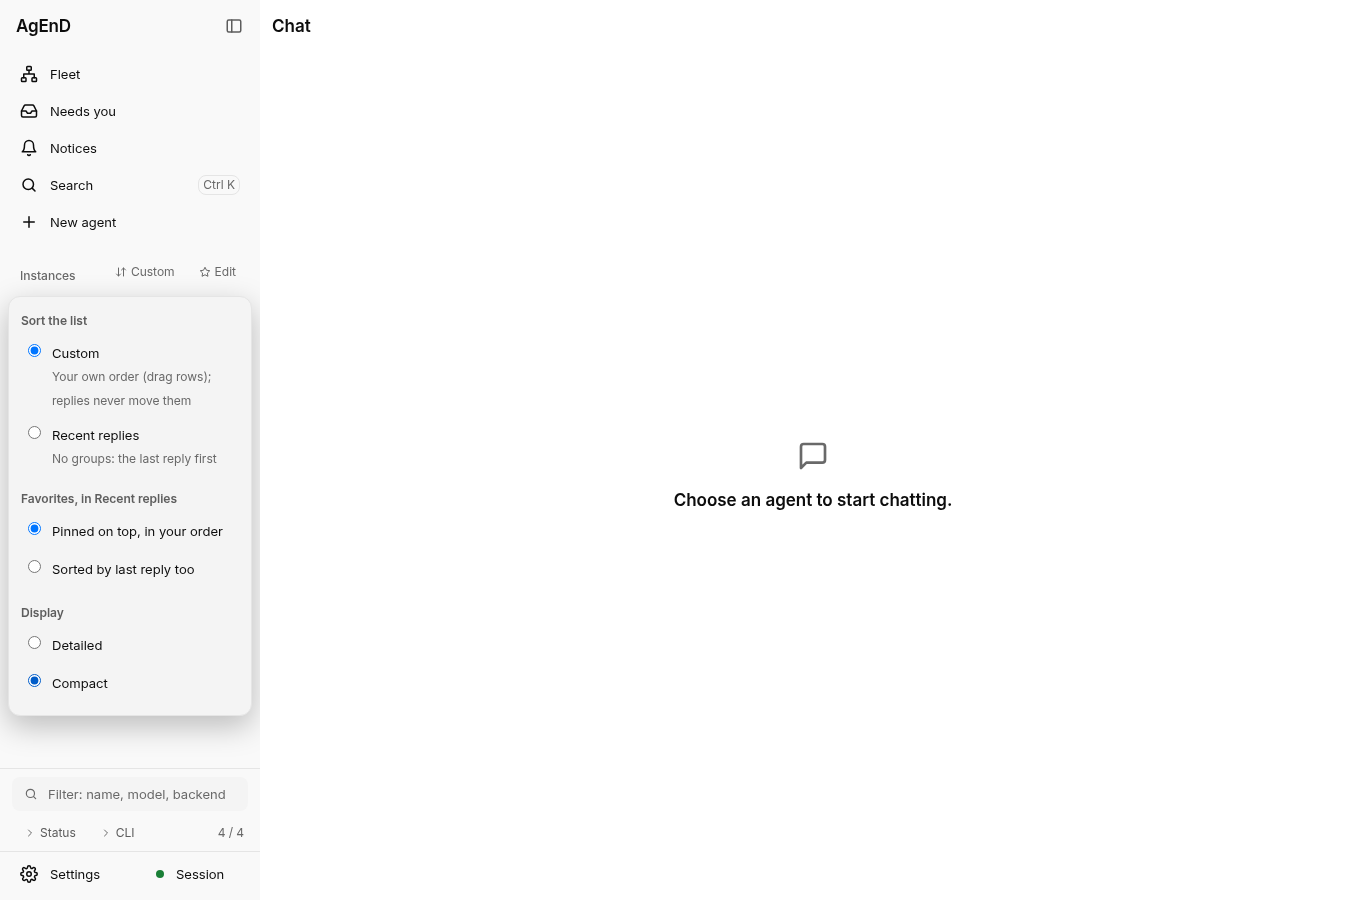 AgEnD
Chat
Fleet
Needs you
Notices
Search Ctrl K
New agent
Instances Custom Edit
Sort the list
Custom
Your own order (drag rows);
replies never move them
Recent replies
No groups: the last reply first
Favorites, in Recent replies
Pinned on top, in your order
Sorted by last reply too
Display
Detailed
Compact
Filter: name, model, backend
Status CLI 4 / 4
Settings Session
Choose an agent to start chatting.